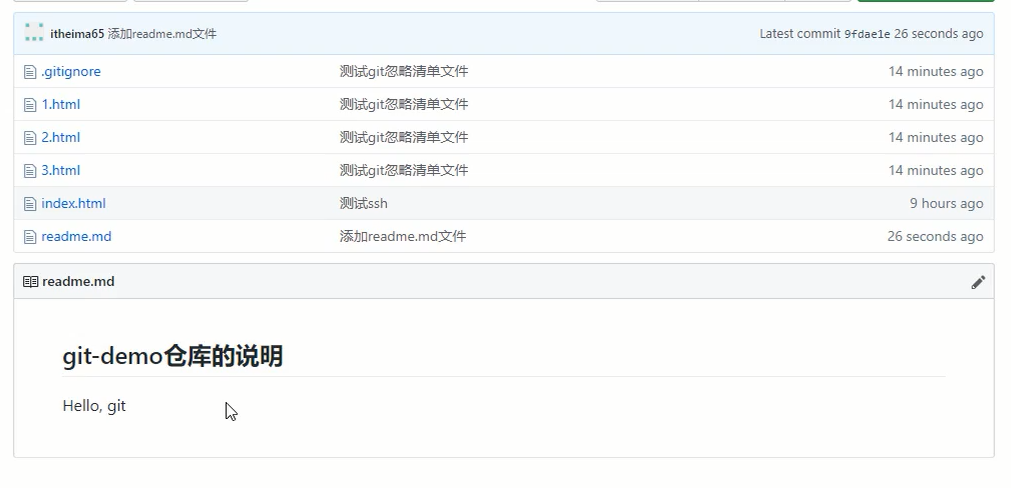 itheima65 添加readme.md文件 Latest commit 9fdae1e 26 seconds ago
.gitignore 测试git忽略清单文件 14 minutes ago
1.html 测试git忽略清单文件 14 minutes ago
2.html 测试git忽略清单文件 14 minutes ago
3.html 测试git忽略清单文件 14 minutes ago
index.html 测试ssh 9 hours ago
readme.md 添加readme.md文件 26 seconds ago
readme.md
git-demo仓库的说明
Hello, git